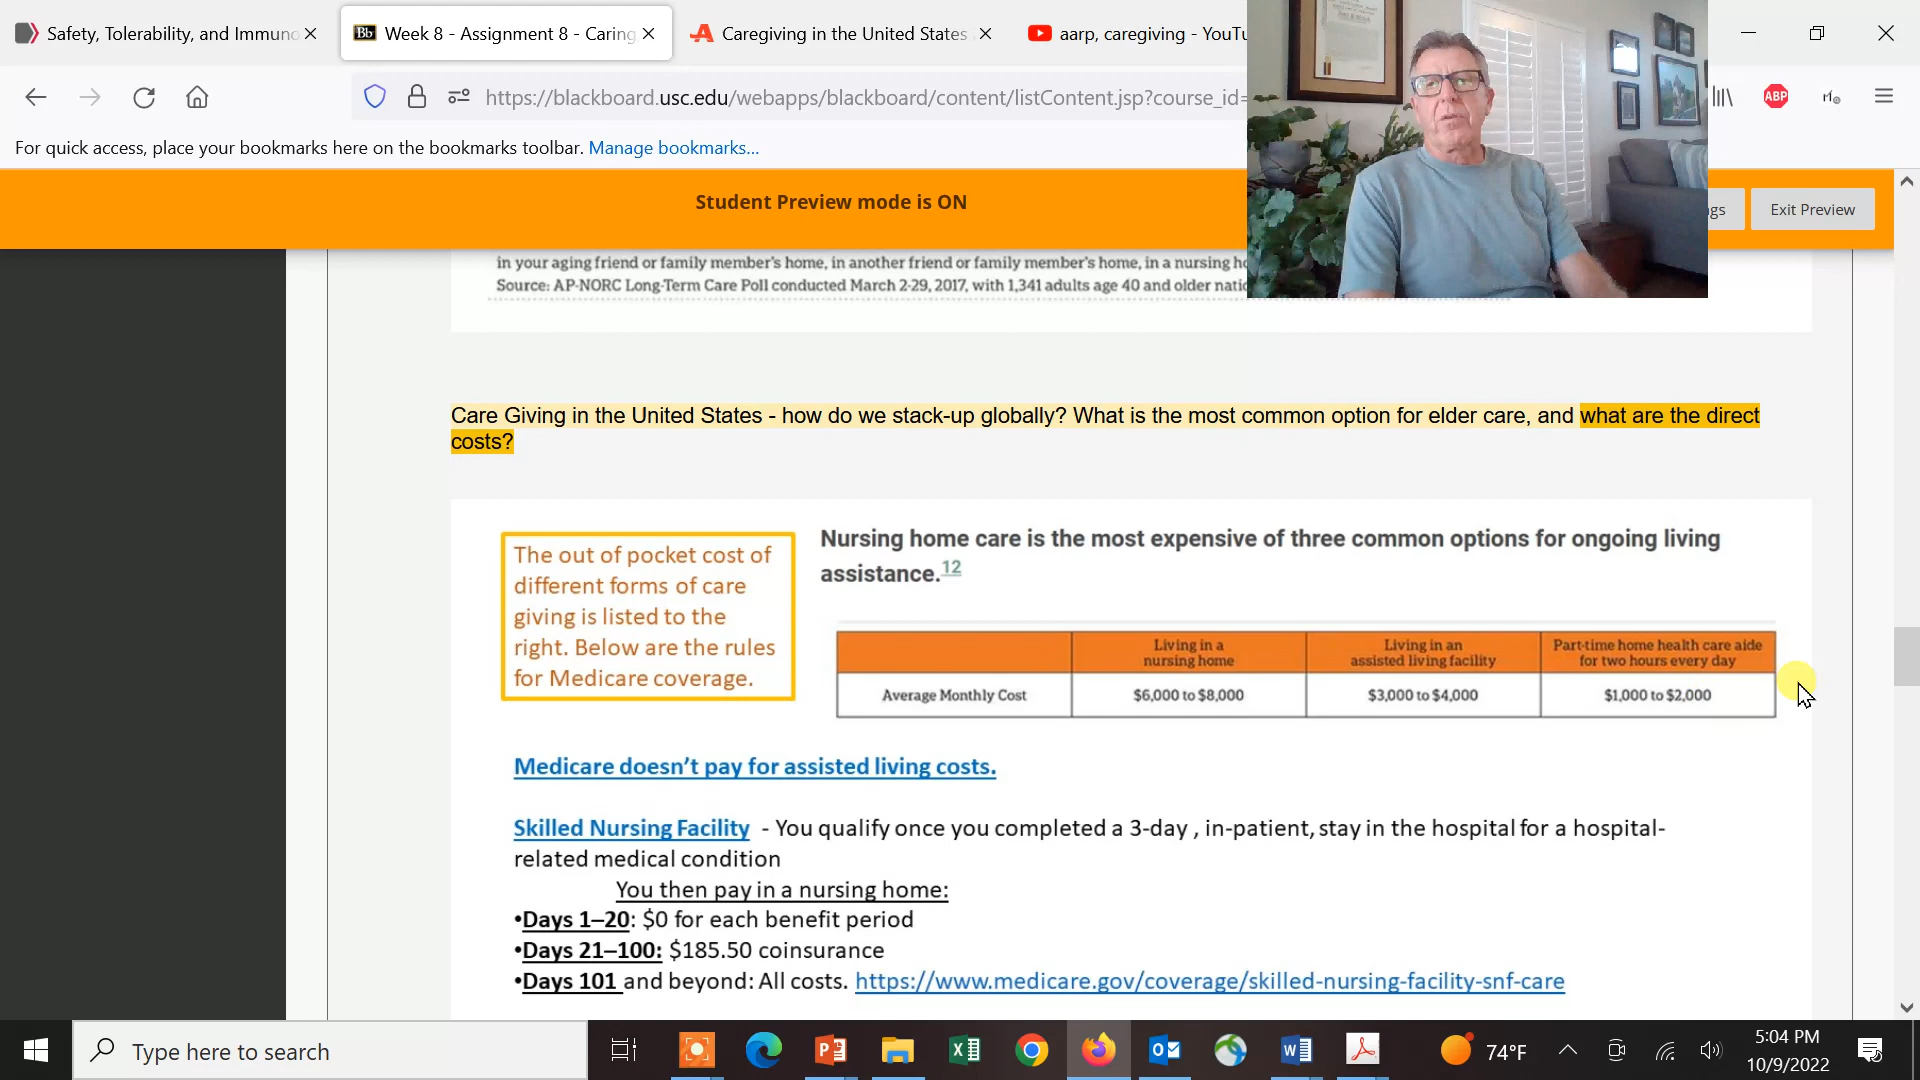 Safety, Tolerability, and Immuno
Week 8 - Assignment 8 - Caring
Caregiving in the United States
aarp, caregiving - YouTu
https://blackboard.usc.edu/webapps/blackboard/content/listContent.jsp?course_id=
ABP
For quick access, place your bookmarks here on the bookmarks toolbar. Manage bookmarks...
Student Preview mode is ON
gs
Exit Preview
in your aging friend or family member's home, in another friend or family member's home, in a nursing ho
Source: AP-NORC Long-Term Care Poll conducted March 2-29, 2017, with 1,341 adults age 40 and older natio
Care Giving in the United States - how do we stack-up globally? What is the most common option for elder care, and what are the direct
costs?
The out of pocket cost of
different forms of care
giving is listed to the
right. Below are the rules
for Medicare coverage.
Nursing home care is the most expensive of three common options for ongoing living
assistance.12
Living in a
nursing home
Living in an
assisted living facility
Part-time home health care aide
for two hours every day
Average Monthly Cost
$6,000 to $8,000
$3,000 to $4,000
$1,000 to $2,000
Medicare doesn't pay for assisted living costs.
Skilled Nursing Facility - You qualify once you completed a 3-day , in-patient, stay in the hospital for a hospital-
related medical condition
You then pay in a nursing home:
•Days 1–20: $0 for each benefit period
•Days 21–100: $185.50 coinsurance
•Days 101 and beyond: All costs. https://www.medicare.gov/coverage/skilled-nursing-facility-snf-care
Type here to search
74°F
5:04 PM
10/9/2022